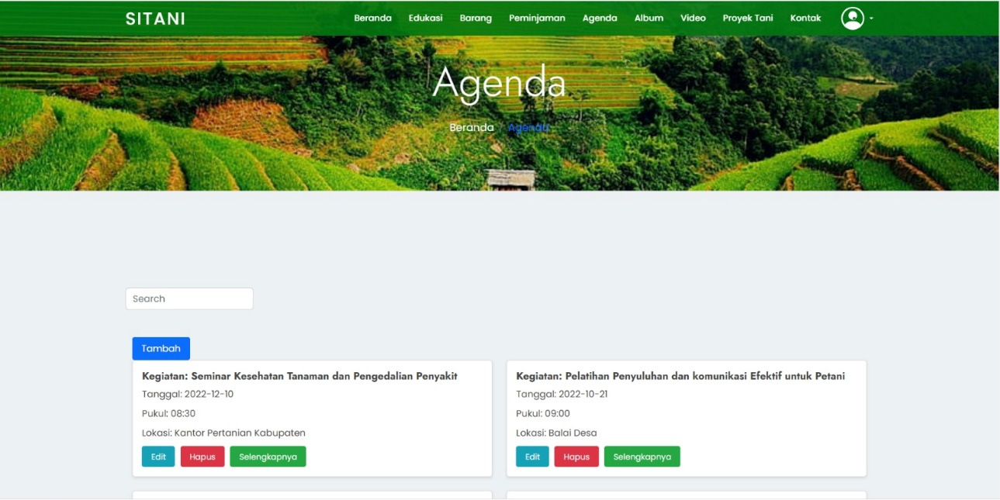 SITANI
Beranda Edukasi Barang Peminjaman Agenda Album Video Proyek Tani Kontak
Agenda
Beranda / Agenda
Search
Tambah
Kegiatan: Seminar Kesehatan Tanaman dan Pengedalian Penyakit
Tanggal: 2022-12-10
Pukul: 08:30
Lokasi: Kantor Pertanian Kabupaten
Edit Hapus Selengkapnya
Kegiatan: Pelatihan Penyuluhan dan komunikasi Efektif untuk Petani
Tanggal: 2022-10-21
Pukul: 09:00
Lokasi: Balai Desa
Edit Hapus Selengkapnya